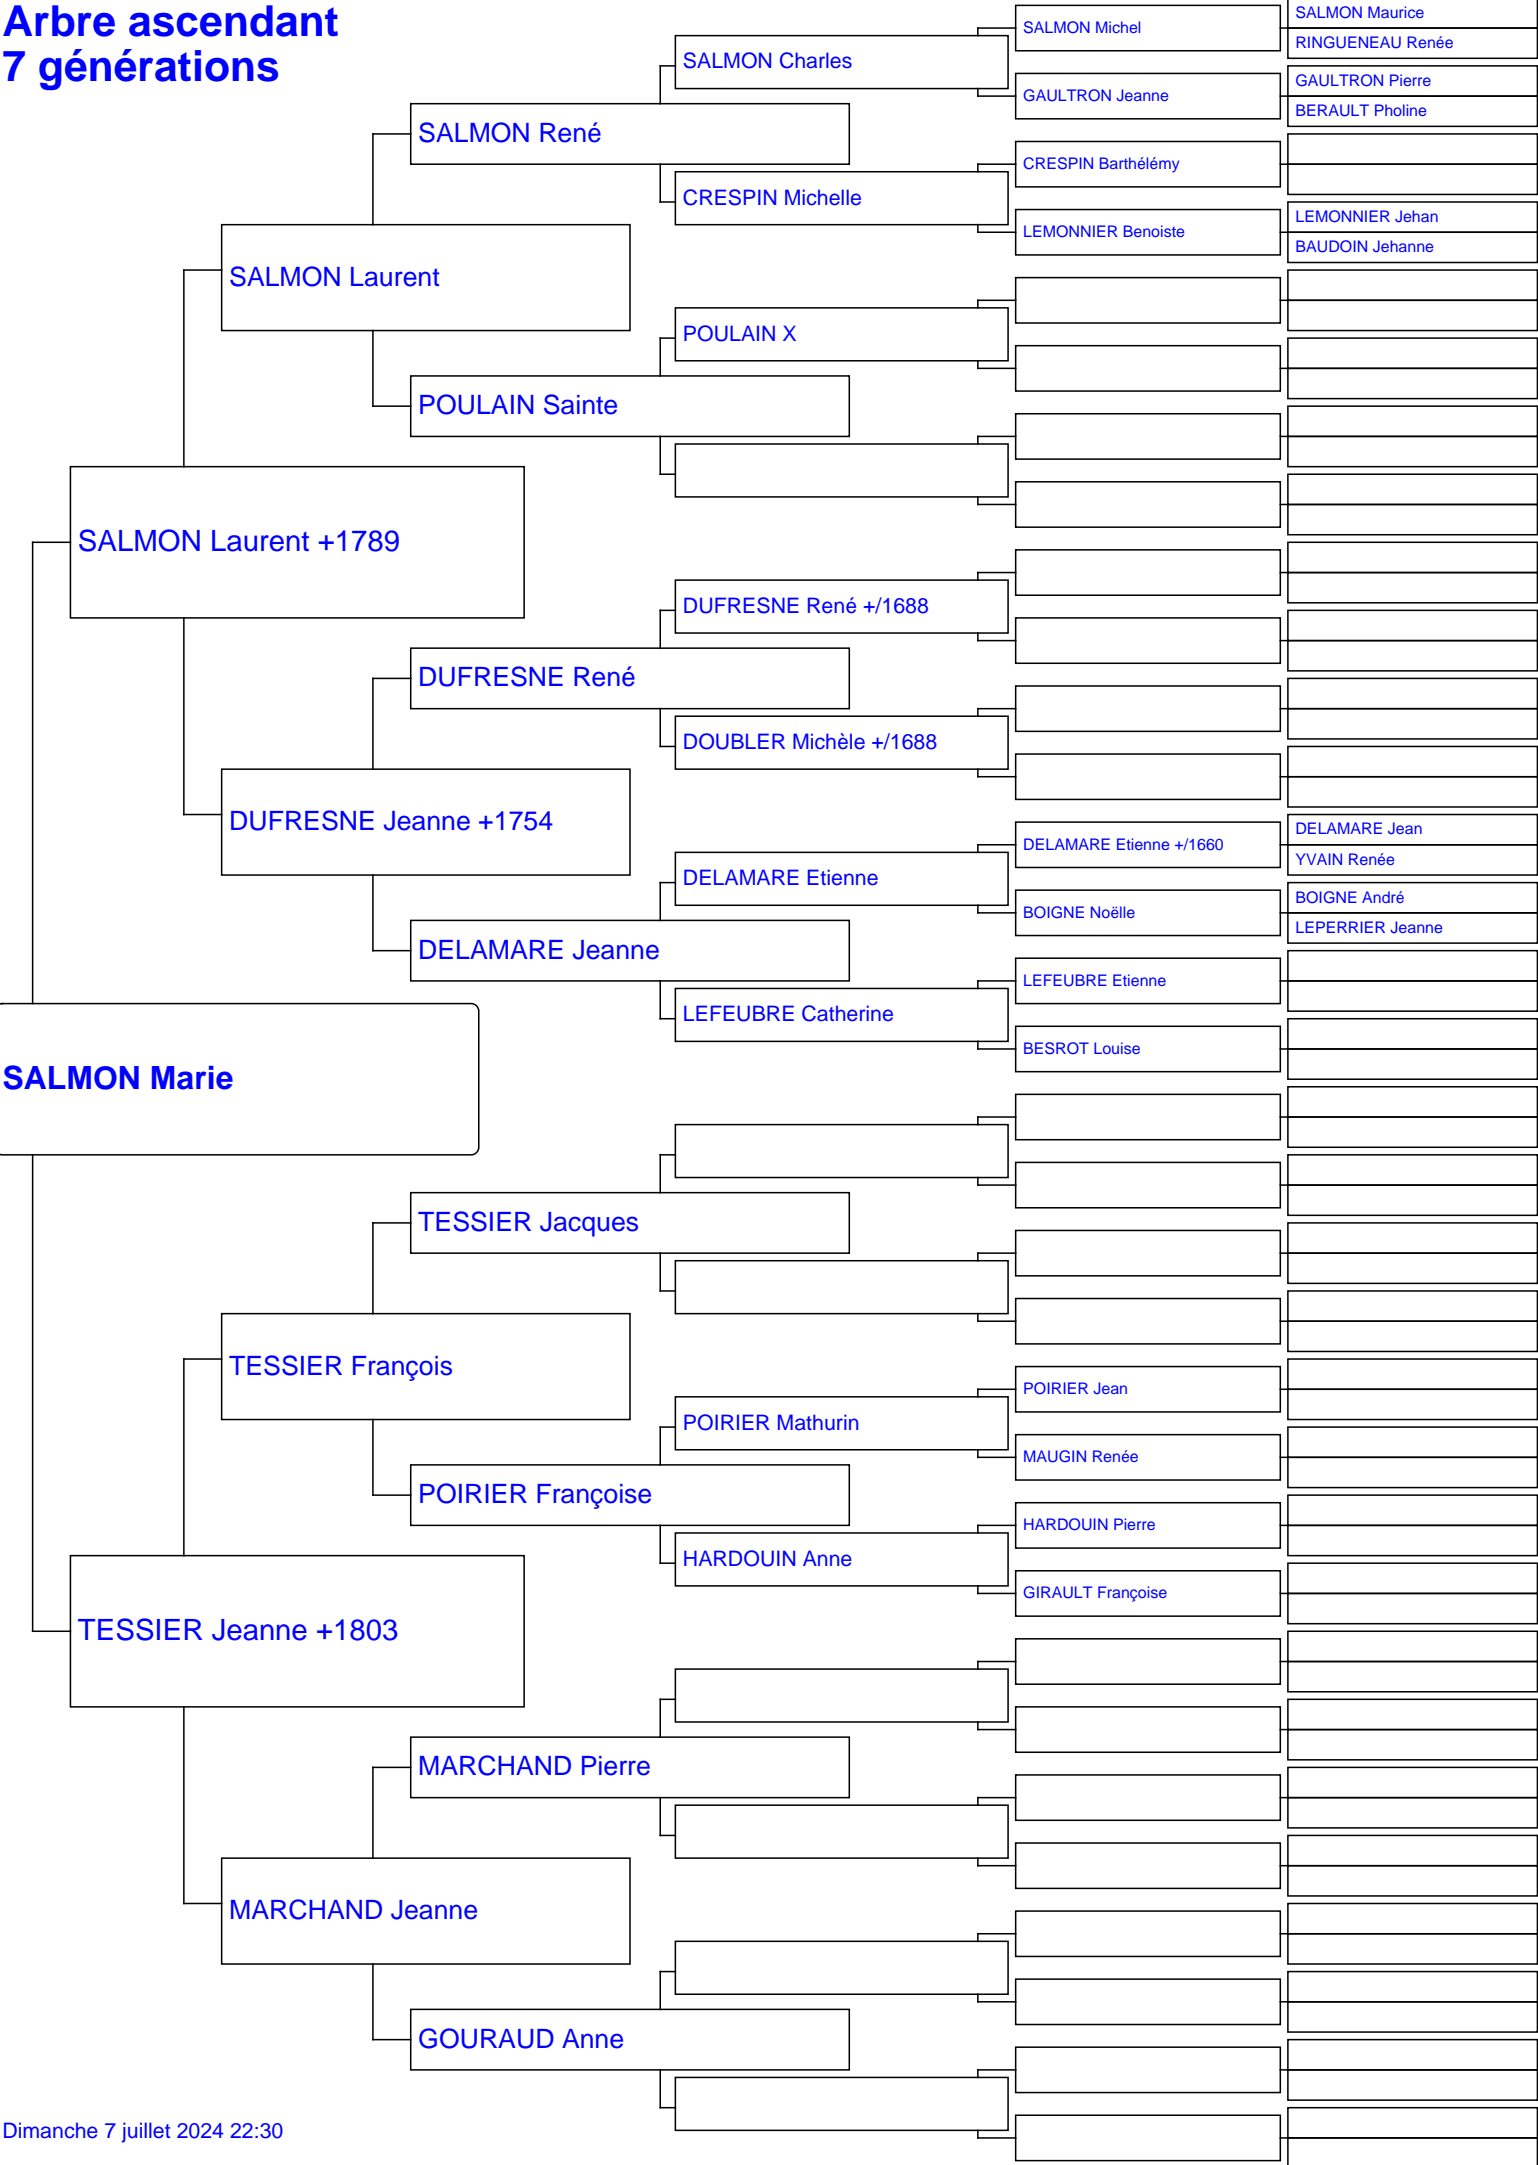 Arbre ascendant
7 générations
SALMON Maurice
SALMON Michel
RINGUENEAU Renée
SALMON Charles
GAULTRON Pierre
GAULTRON Jeanne
BERAULT Pholine
SALMON René
CRESPIN Barthélémy
CRESPIN Michelle
LEMONNIER Jehan
LEMONNIER Benoiste
BAUDOIN Jehanne
SALMON Laurent
POULAIN X
POULAIN Sainte
SALMON Laurent +1789
DUFRESNE René +/1688
DUFRESNE René
DOUBLER Michèle +/1688
DUFRESNE Jeanne +1754
DELAMARE Jean
DELAMARE Etienne +/1660
YVAIN Renée
DELAMARE Etienne
BOIGNE André
BOIGNE Noëlle
LEPERRIER Jeanne
DELAMARE Jeanne
LEFEUBRE Etienne
LEFEUBRE Catherine
BESROT Louise
SALMON Marie
TESSIER Jacques
TESSIER François
POIRIER Jean
POIRIER Mathurin
MAUGIN Renée
POIRIER Françoise
HARDOUIN Pierre
HARDOUIN Anne
GIRAULT Françoise
TESSIER Jeanne +1803
MARCHAND Pierre
MARCHAND Jeanne
GOURAUD Anne
Dimanche 7 juillet 2024 22:30